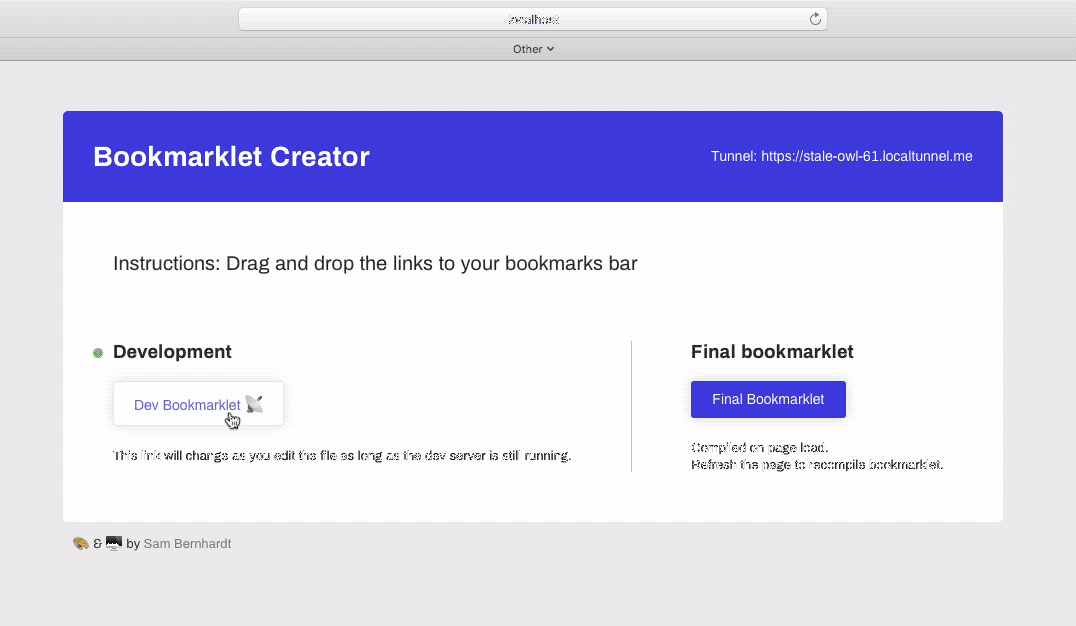 localhost
Other
Bookmarklet Creator
Tunnel: https://stale-owl-61.localtunnel.me
Instructions: Drag and drop the links to your bookmarks bar
Development
Dev Bookmarklet
This link will change as you edit the file as long as the dev server is still running.
Final bookmarklet
Final Bookmarklet
Compiled on page load.
Refresh the page to recompile bookmarklet.
& by Sam Bernhardt